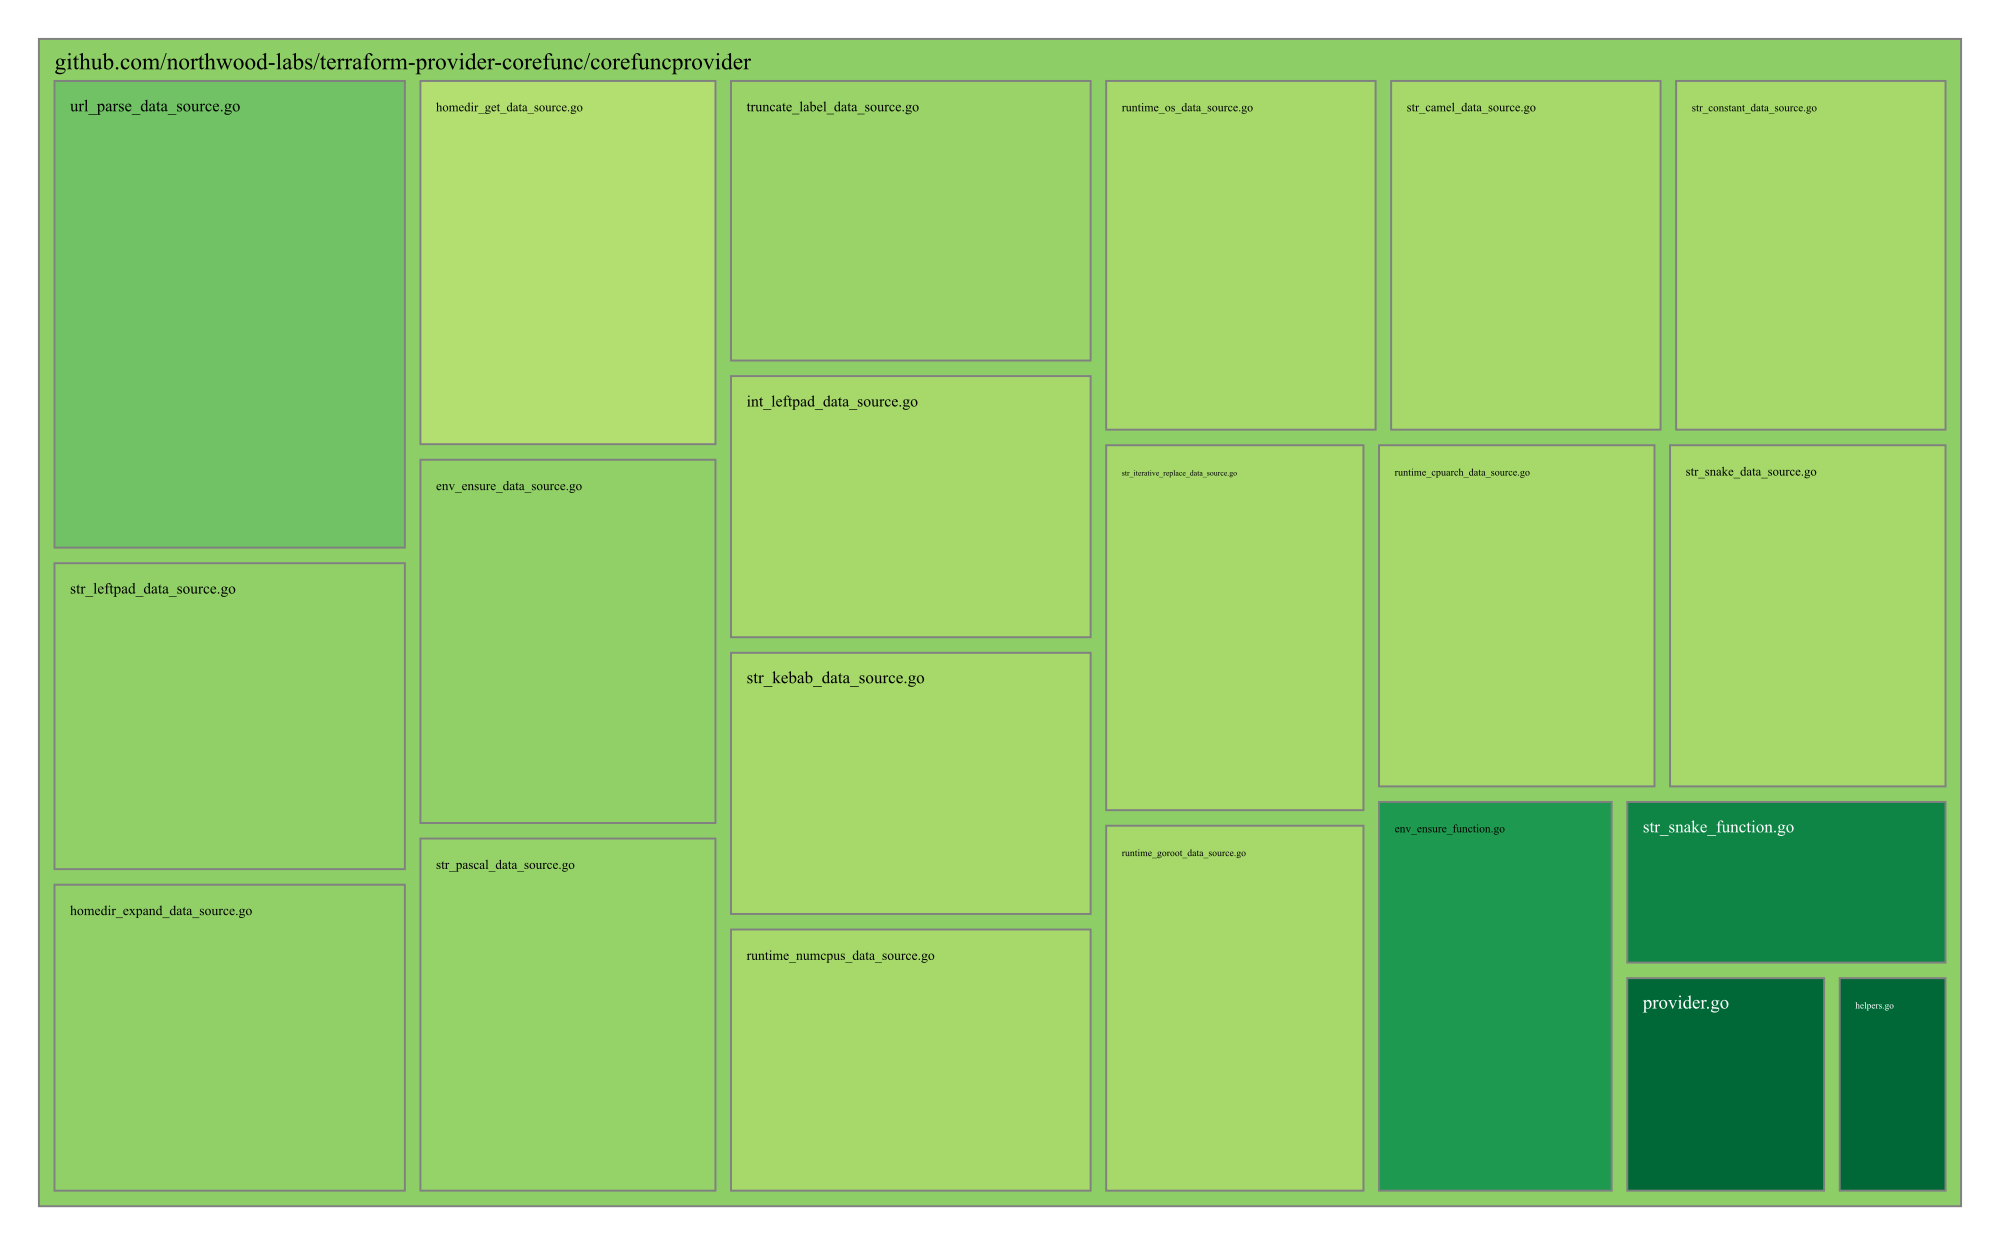 github.com/northwood-labs/terraform-provider-corefunc/corefuncprovider
url_parse_data_source.go
homedir_get_data_source.go
truncate_label_data_source.go
runtime_os_data_source.go
str_camel_data_source.go
str_constant_data_source.go
int_leftpad_data_source.go
str_iterative_replace_data_source.go
runtime_cpuarch_data_source.go
str_snake_data_source.go
env_ensure_data_source.go
str_leftpad_data_source.go
str_kebab_data_source.go
env_ensure_function.go
str_snake_function.go
runtime_goroot_data_source.go
str_pascal_data_source.go
homedir_expand_data_source.go
runtime_numcpus_data_source.go
provider.go
helpers.go